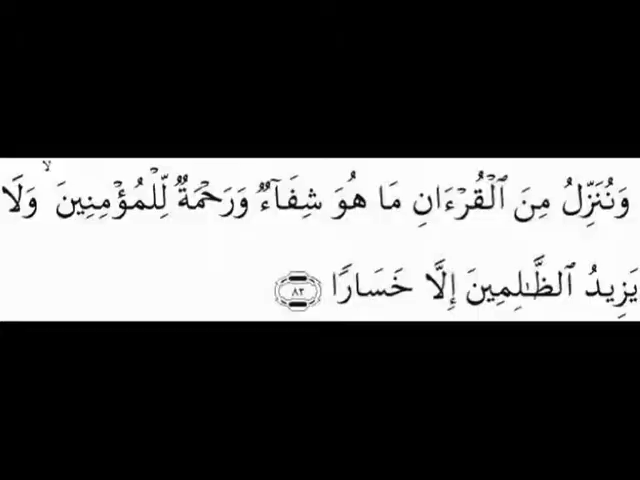 وَنُنَزِّلُ مِنَ ٱلْقُرْءَانِ مَا هُوَ شِفَآءٌ وَرَحْمَةٌ لِّلْمُؤْمِنِينَ ۙ وَلَا
يَزِيدُ ٱلظَّـٰلِمِينَ إِلَّا خَسَارًا ٨٢